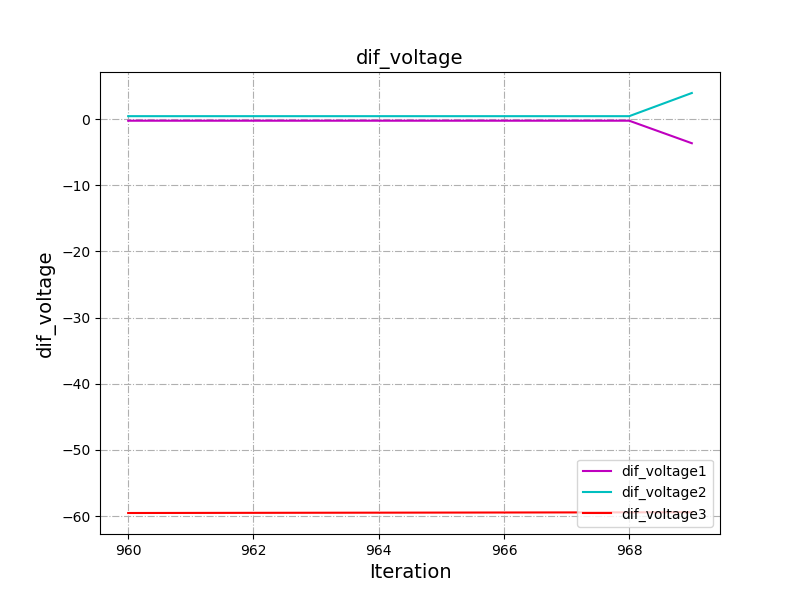 dif_voltage
dif_voltage
0
−10
−20
−30
−40
−50
−60
dif_voltage1
dif_voltage2
dif_voltage3
960 962 964 966 968
Iteration